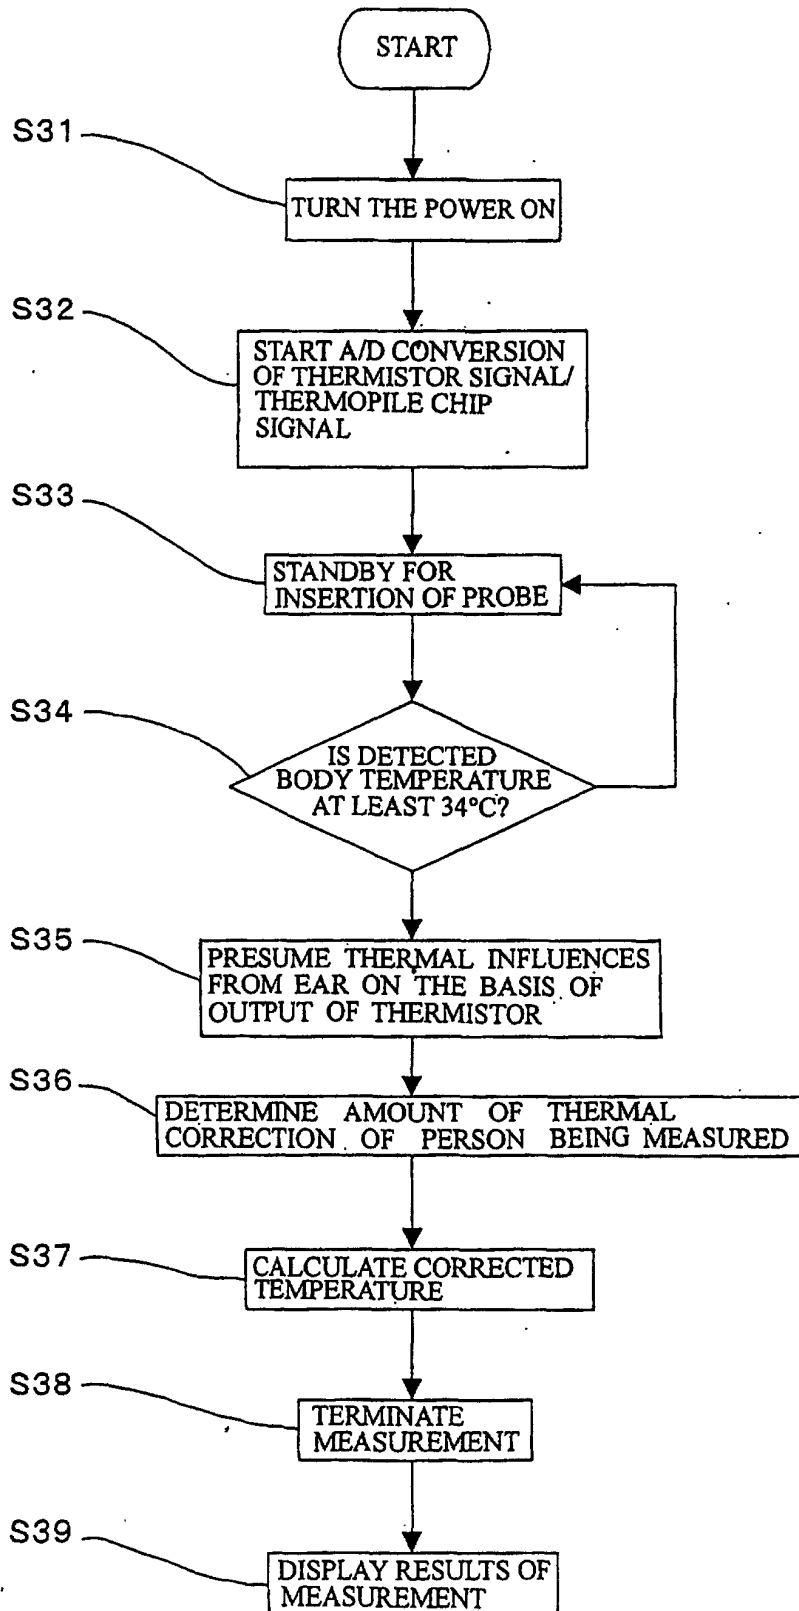 START
S31
TURN THE POWER ON
S32
START A/D CONVERSION
OF THERMISTOR SIGNAL/
THERMOPILE CHIP
SIGNAL
S33
STANDBY FOR
INSERTION OF PROBE
S34
IS DETECTED
BODY TEMPERATURE
AT LEAST 34°C?
S35
PRESUME THERMAL INFLUENCES
FROM EAR ON THE BASIS OF
OUTPUT OF THERMISTOR
S36
DETERMINE AMOUNT OF THERMAL
CORRECTION OF PERSON BEING MEASURED
S37
CALCULATE CORRECTED
TEMPERATURE
S38
TERMINATE
MEASUREMENT
S39
DISPLAY RESULTS OF
MEASUREMENT